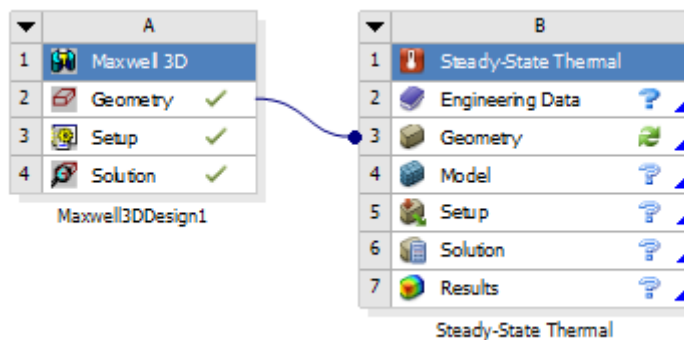 A
1 Maxwell 3D
2 Geometry
3 Setup
4 Solution
Maxwell3DDesign1
B
1 Steady-State Thermal
2 Engineering Data
3 Geometry
4 Model
5 Setup
6 Solution
7 Results
Steady-State Thermal